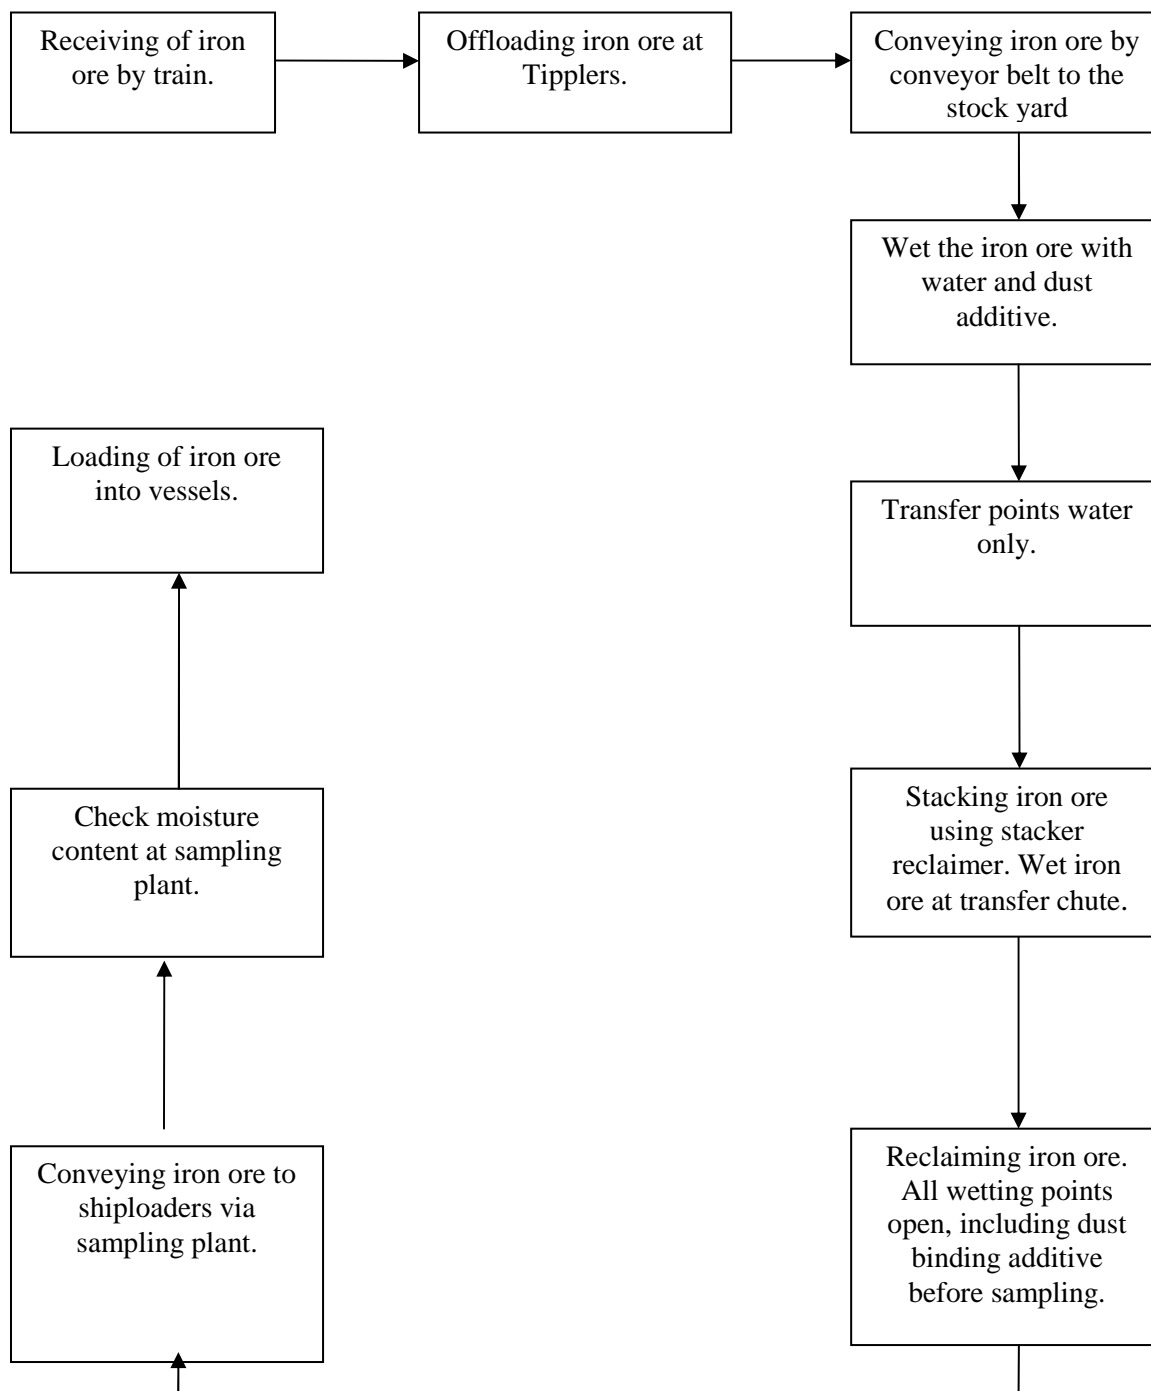 Receiving of iron
ore by train.
Offloading iron ore at
Tipplers.
Conveying iron ore by
conveyor belt to the
stock yard
Wet the iron ore with
water and dust
additive.
Transfer points water
only.
Stacking iron ore
using stacker
reclaimer. Wet iron
ore at transfer chute.
Reclaiming iron ore.
All wetting points
open, including dust
binding additive
before sampling.
Conveying iron ore to
shiploaders via
sampling plant.
Check moisture
content at sampling
plant.
Loading of iron ore
into vessels.